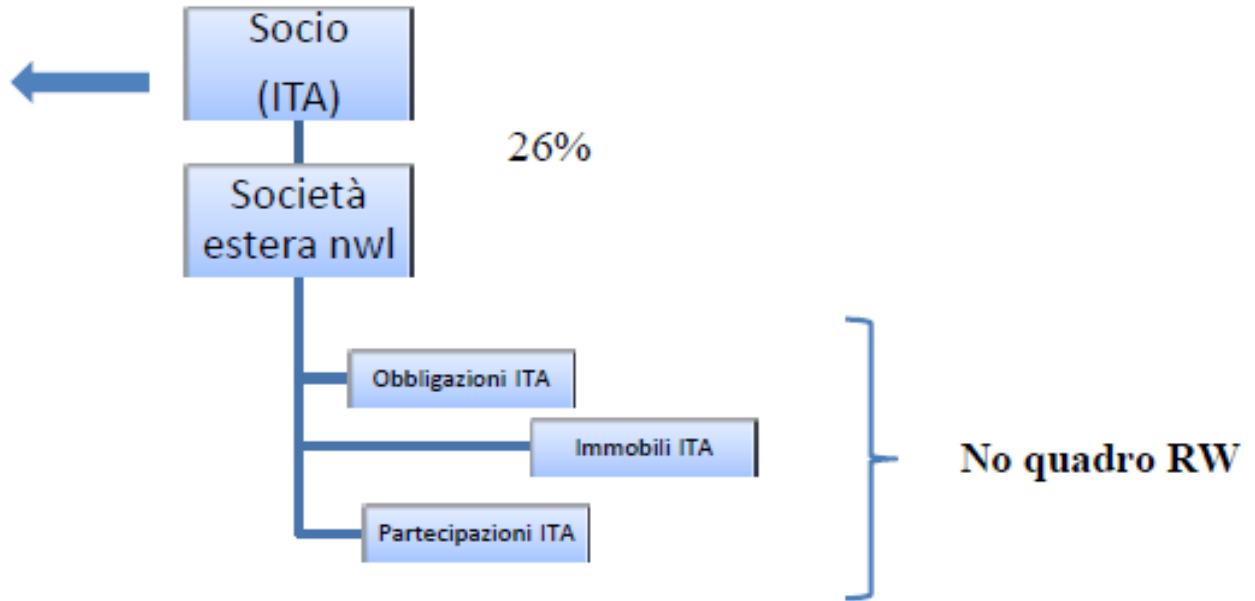 Socio
(ITA)
26%
Società
estera nwl
Obbligazioni ITA
Immobili ITA
No quadro RW
Partecipazioni ITA